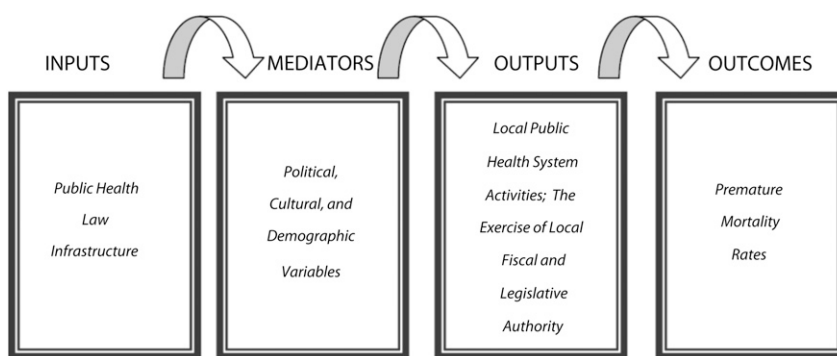 INPUTS
MEDIATORS
OUTPUTS
OUTCOMES
Public Health
Law
Infrastructure
Political,
Cultural, and
Demographic
Variables
Local Public
Health System
Activities; The
Exercise of Local
Fiscal and
Legislative
Authority
Premature
Mortality
Rates